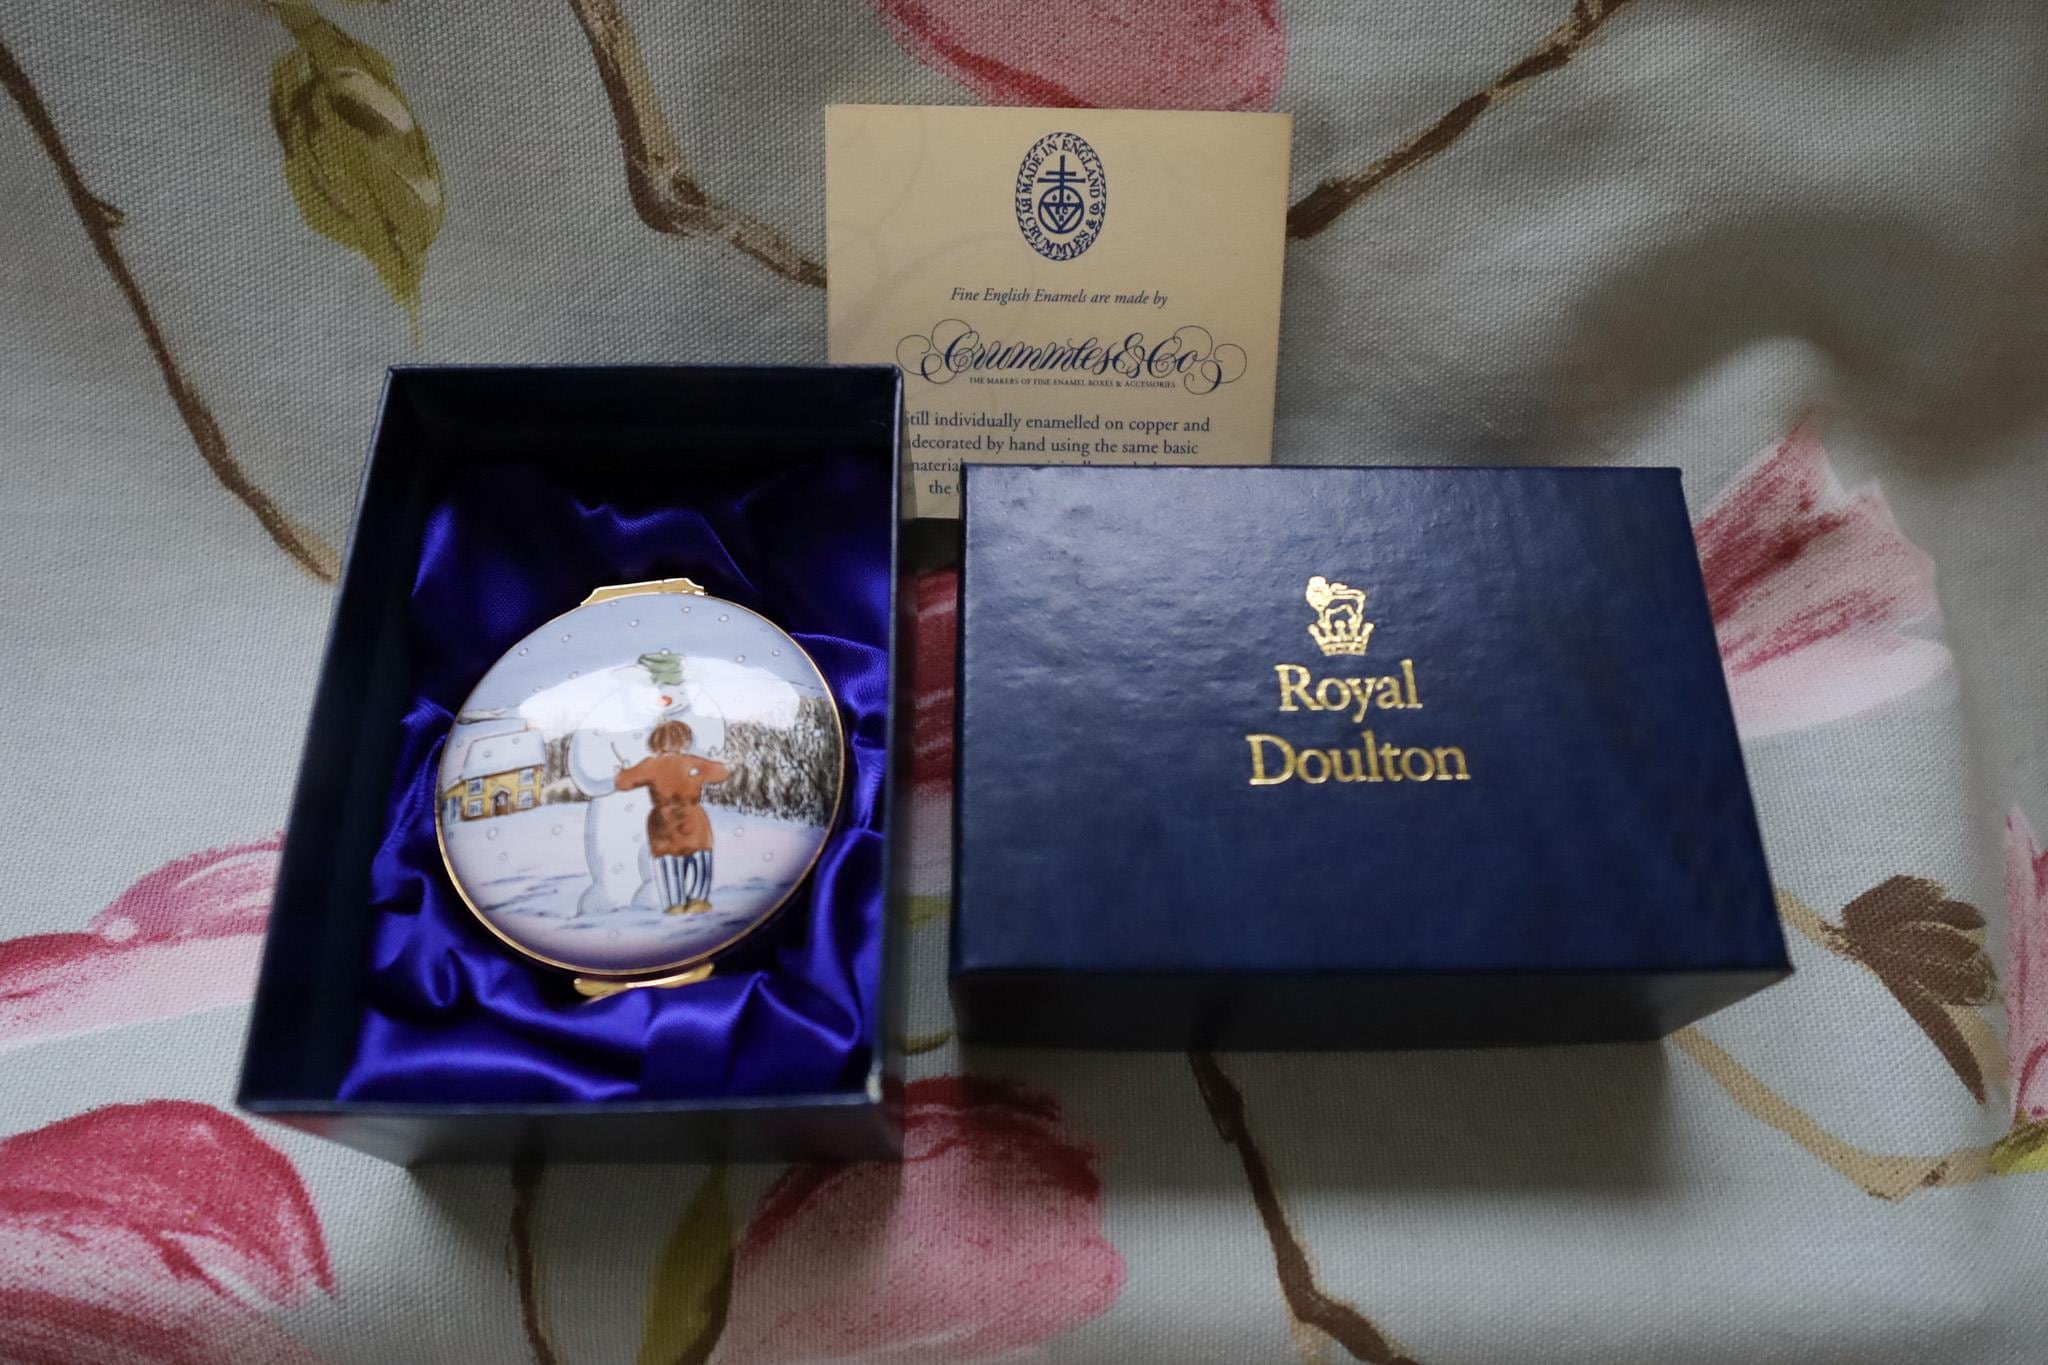 MADE IN ENGLAND BY CRUMMLES &
Fine English Enamels are made by
Crummles & Co
THE MAKERS OF FINE ENAMEL BOXES & ACCESSORIES
Still individually enamelled on copper and
decorated by hand using the same basic
the
Royal
Doulton